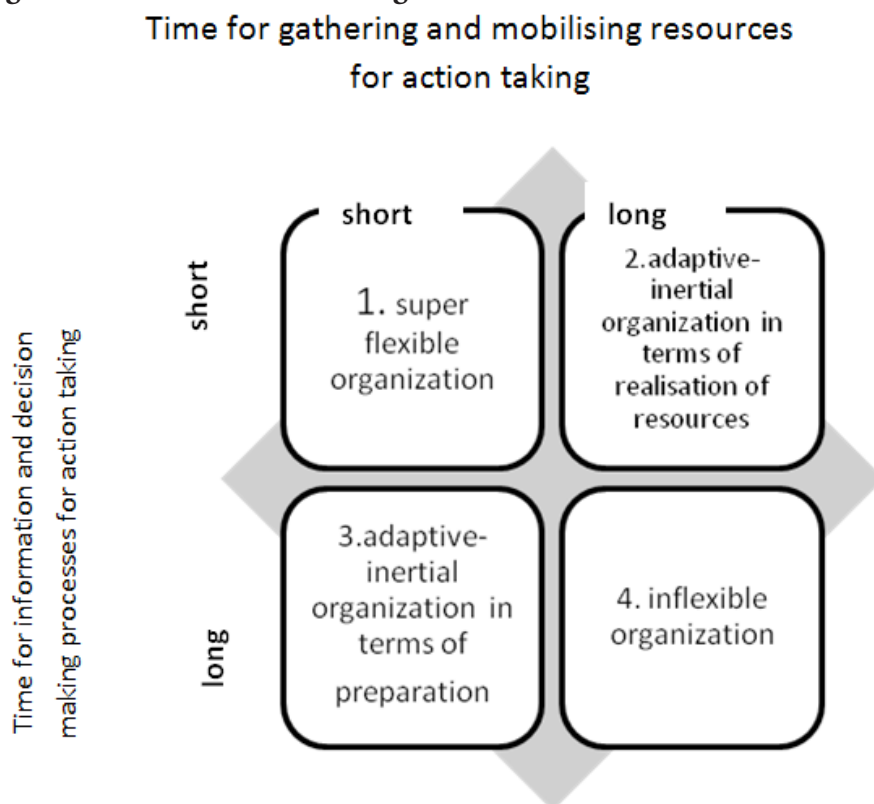 Time for gathering and mobilising resources
for action taking
short
long
short
1. super
flexible
organization
2.adaptive-
inertial
organization in
terms of
realisation of
resources
Time for information and decision
making processes for action taking
long
3.adaptive-
inertial
organization in
terms of
preparation
4. inflexible
organization